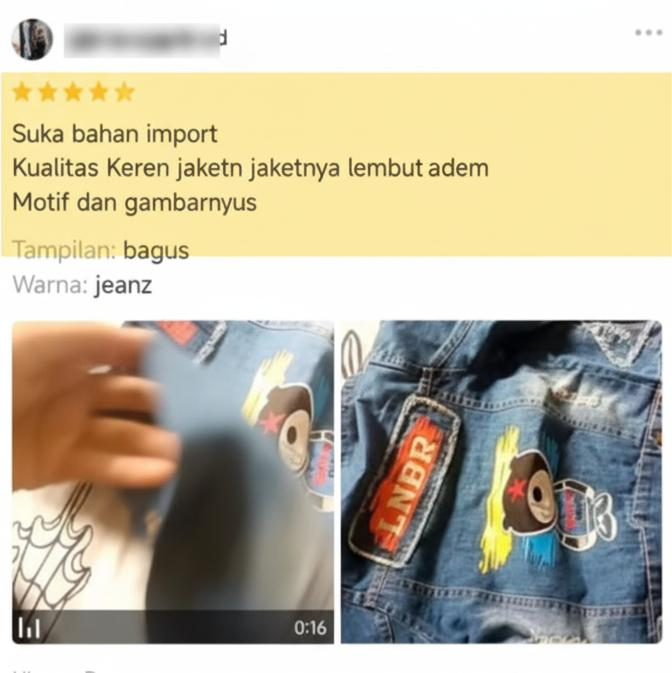 Suka bahan import
Kualitas Keren jaketn jaketnya lembut adem
Motif dan gambarnyus
Tampilan: bagus
Warna: jeanz
LNBR
0:16